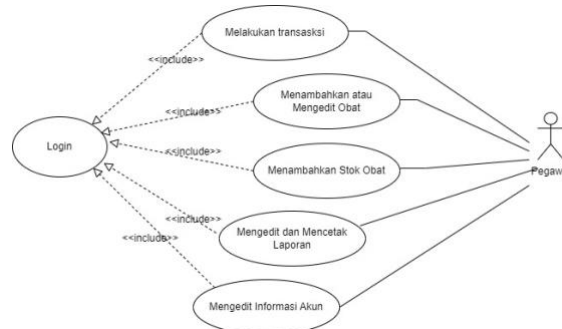 Melakukan transasksi
<<include>>
<<include>>
Menambahkan atau
Mengedit Obat
Login
<<include>>
Menambahkan Stok Obat
Pegaw
<<include>>
Mengedit dan Mencetak
Laporan
<<include>>
Mengedit Informasi Akun